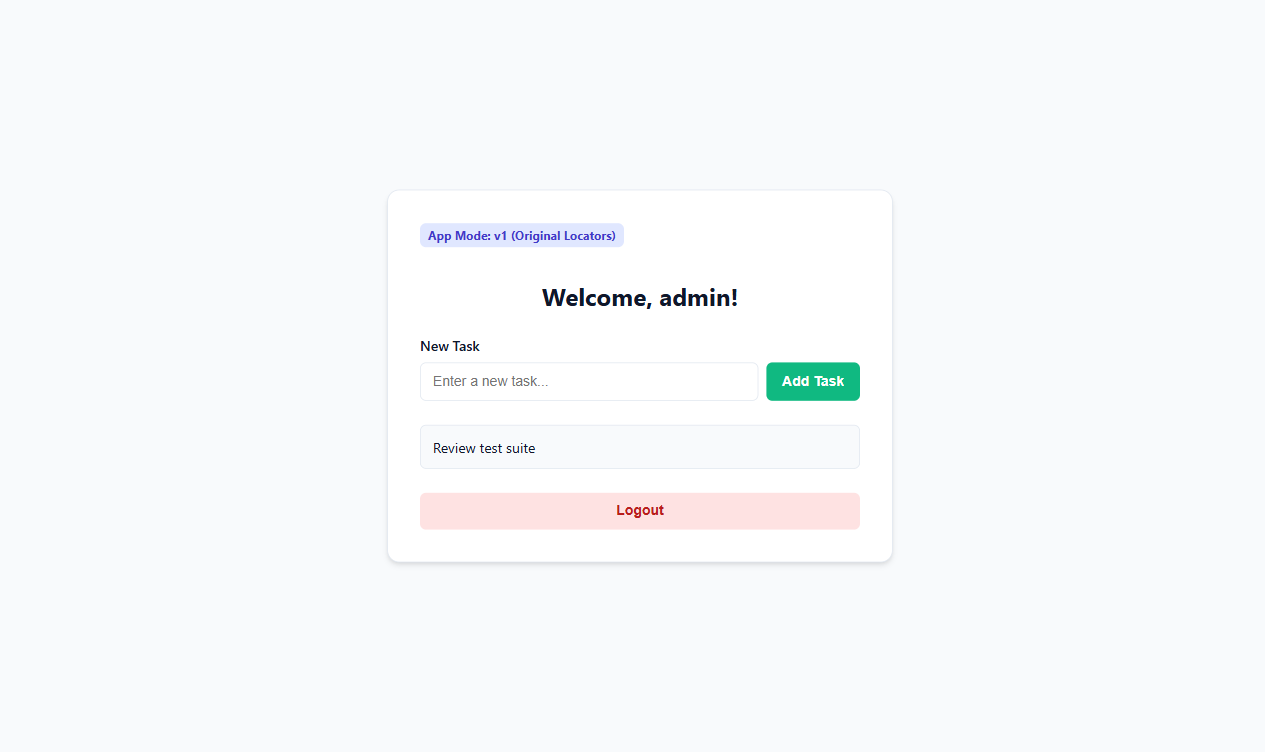 App Mode: v1 (Original Locators)
Welcome, admin!
New Task
Enter a new task...
Add Task
Review test suite
Logout